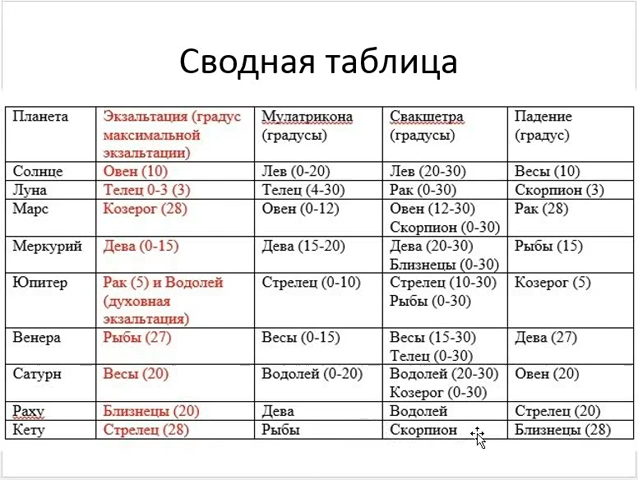 Сводная таблица
Планета Экзальтация (градус максимальной экзальтации) Мулатрикона (градусы) Свакшетра (градусы) Падение (градус)
Солнце Овен (10) Лев (0-20) Лев (20-30) Весы (10)
Луна Телец 0-3 (3) Телец (4-30) Рак (0-30) Скорпион (3)
Марс Козерог (28) Овен (0-12) Овен (12-30) Скорпион (0-30) Рак (28)
Меркурий Дева (0-15) Дева (15-20) Дева (20-30) Близнецы (0-30) Рыбы (15)
Юпитер Рак (5) и Водолей (духовная экзальтация) Стрелец (0-10) Стрелец (10-30) Рыбы (0-30) Козерог (5)
Венера Рыбы (27) Весы (0-15) Весы (15-30) Телец (0-30) Дева (27)
Сатурн Весы (20) Водолей (0-20) Водолей (20-30) Козерог (0-30) Овен (20)
Раху Близнецы (20) Дева Водолей Стрелец (20)
Кету Стрелец (28) Рыбы Скорпион Близнецы (28)